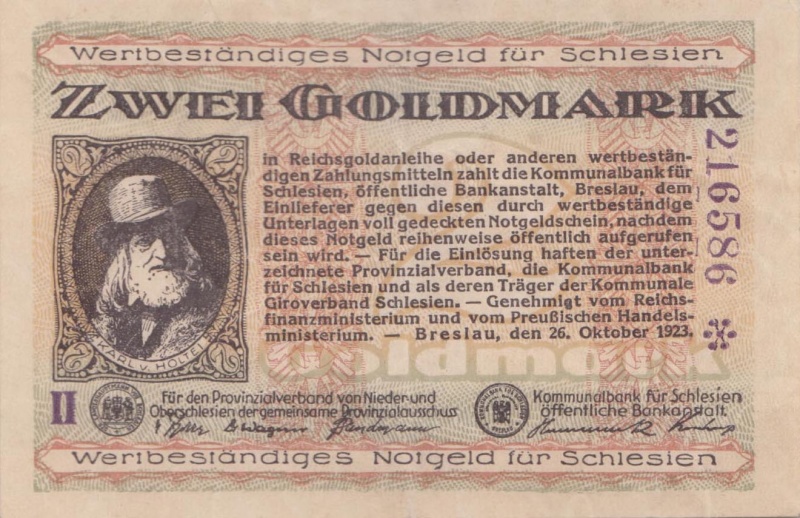 Wertbeständiges Notgeld für Schlesien
ZWEI GOLDMARK
in Reichsgoldanleihe oder anderen wertbestän-
digen Zahlungsmitteln zahlt die Kommunalbank für
Schlesien, öffentliche Bankanstalt, Breslau, dem
Einlieferer gegen diesen durch wertbeständige
Unterlagen voll gedeckten Notgeldschein, nachdem
dieses Notgeld reihenweise öffentlich aufgerufen
sein wird. — Für die Einlösung haften der unter-
zeichnete Provinzialverband, die Kommunalbank
für Schlesien und als deren Träger der Kommunale
Giroverband Schlesien. — Genehmigt vom Reichs-
finanzministerium und vom Preußischen Handels-
ministerium. — Breslau, den 26. Oktober 1923.
216586 *
2 2
KARL v. HOLTEI
Goldmark
II
Für den Provinzialverband von Nieder- und
Oberschlesien der gemeinsame Provinzialausschuss
Kommunalbank für Schlesien
öffentliche Bankanstalt.
Wertbeständiges Notgeld für Schlesien